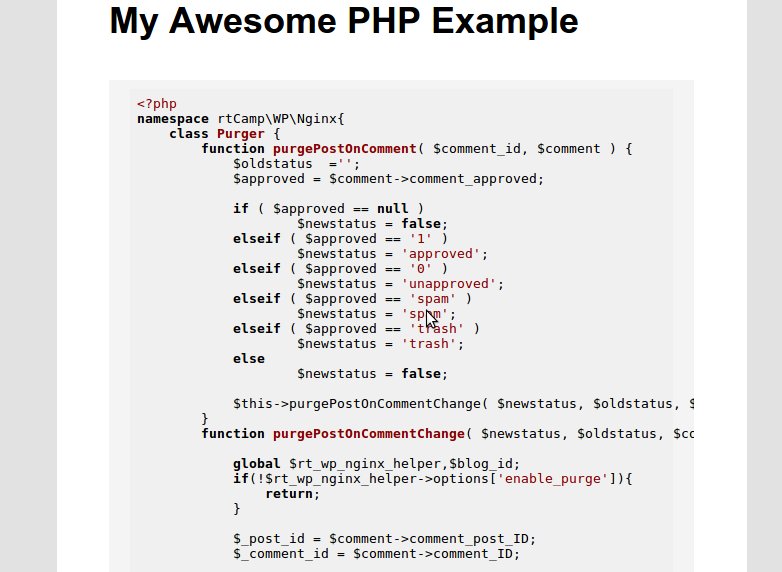 My Awesome PHP Example
<?php
namespace rtCamp\WP\Nginx{
    class Purger {
        function purgePostOnComment( $comment_id, $comment ) {
            $oldstatus  ='';
            $approved = $comment->comment_approved;

            if ( $approved == null )
                    $newstatus = false;
            elseif ( $approved == '1' )
                    $newstatus = 'approved';
            elseif ( $approved == '0' )
                    $newstatus = 'unapproved';
            elseif ( $approved == 'spam' )
                    $newstatus = 'spam';
            elseif ( $approved == 'trash' )
                    $newstatus = 'trash';
            else
                    $newstatus = false;

            $this->purgePostOnCommentChange( $newstatus, $oldstatus, $
        }
        function purgePostOnCommentChange( $newstatus, $oldstatus, $co

            global $rt_wp_nginx_helper,$blog_id;
            if(!$rt_wp_nginx_helper->options['enable_purge']){
                return;
            }

            $_post_id = $comment->comment_post_ID;
            $_comment_id = $comment->comment_ID;